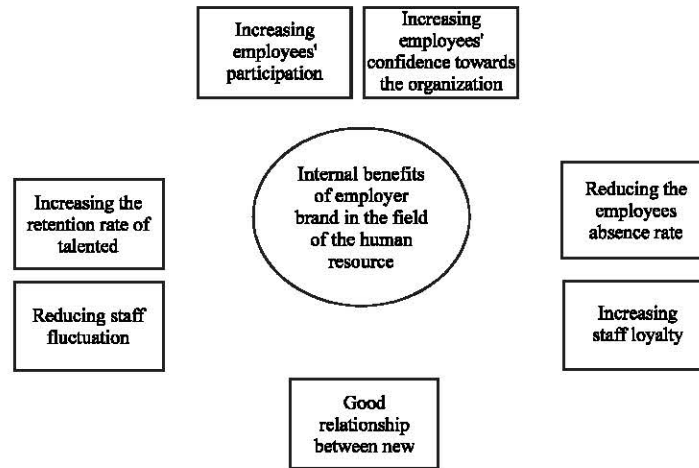 Increasing
employees'
participation
Increasing
employees'
confidence towards
the organization
Internal benefits
of employer
brand in the field
of the human
resource
Increasing the
retention rate of
talented
Reducing the
employees
absence rate
Reducing staff
fluctuation
Increasing
staff loyalty
Good
relationship
between new